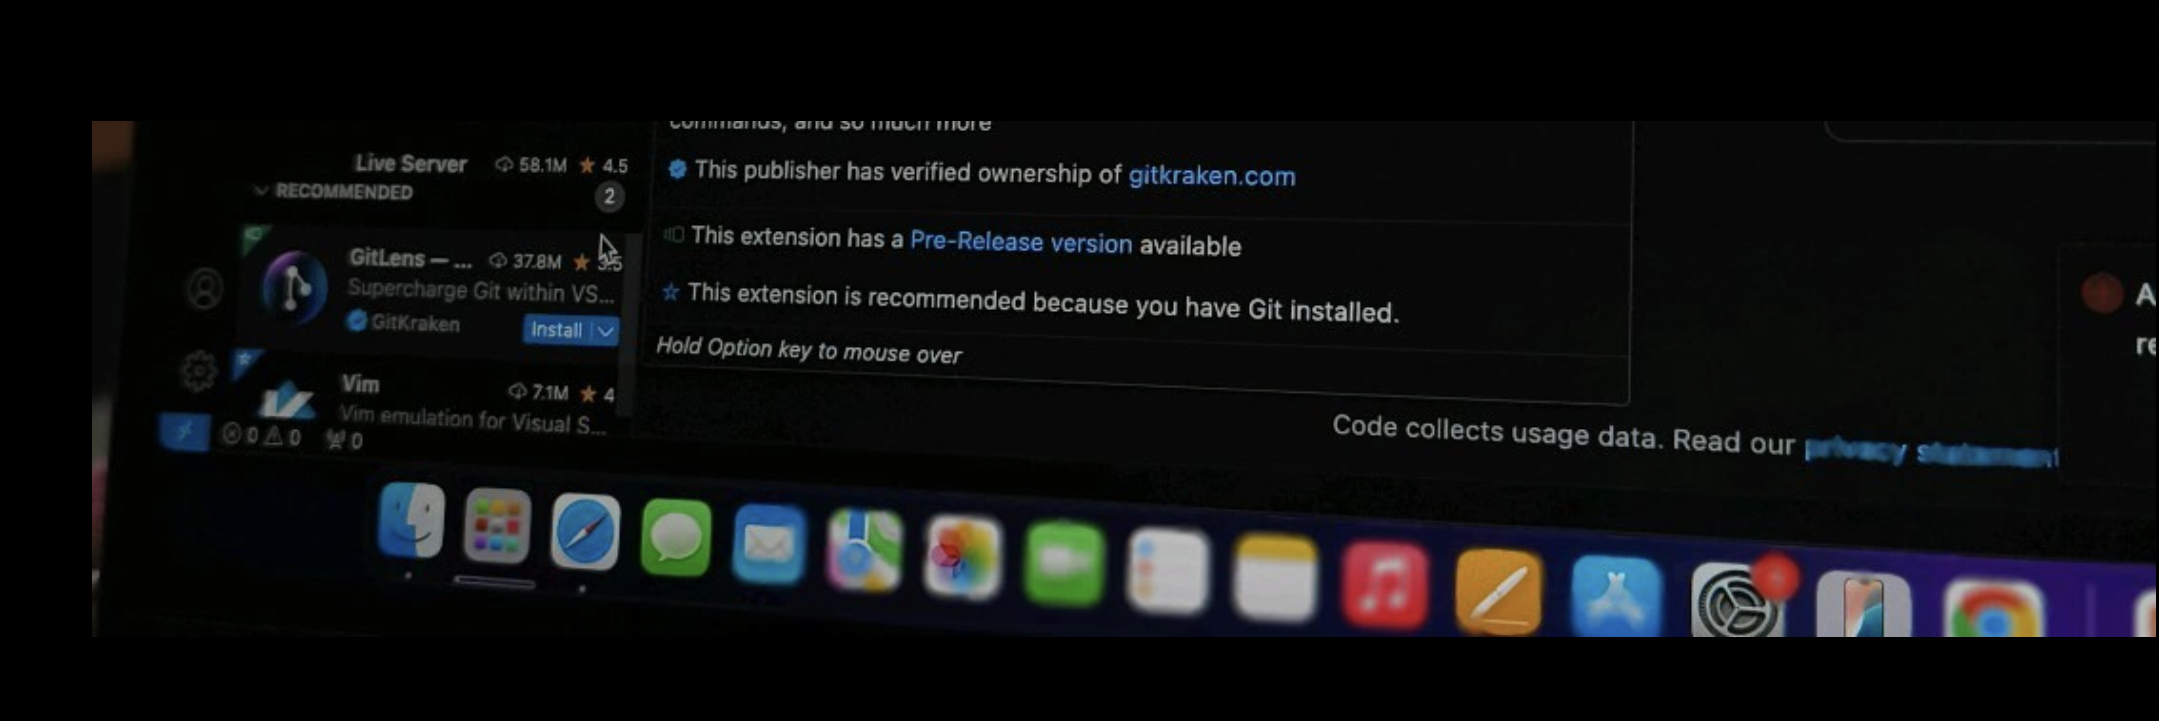 Live Server 58.1M ★ 4.5
RECOMMENDED 2
GitLens — ... 37.8M ★ 3.5
Supercharge Git within VS...
GitKraken Install
Vim 7.1M ★ 4
Vim emulation for Visual S...
0 0 0
commands, and so much more
This publisher has verified ownership of gitkraken.com
This extension has a Pre-Release version available
This extension is recommended because you have Git installed.
Hold Option key to mouse over
Code collects usage data. Read our privacy statement
A
re